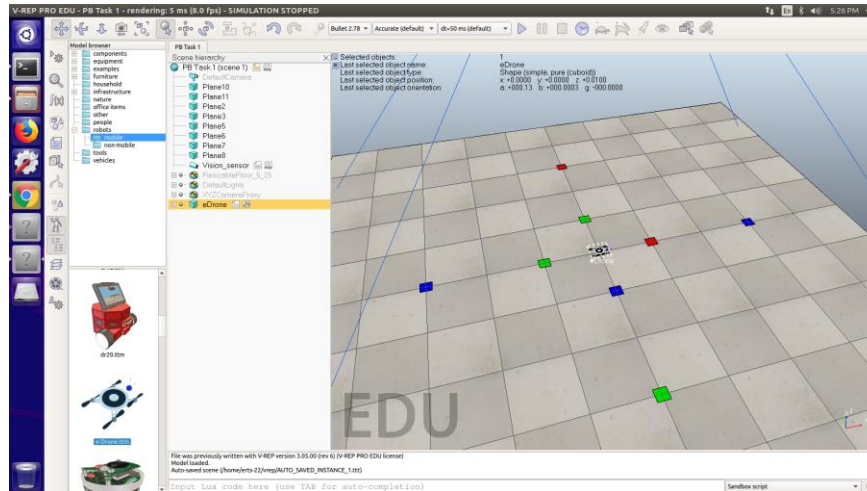 V-REP PRO EDU - PB Task 1 - rendering: 5 ms (8.0 fps) - SIMULATION STOPPED
En
5:26 PM
Bullet 2.78
Accurate (default)
dt=50 ms (default)
Model browser
components
equipment
examples
furniture
household
infrastructure
nature
office items
other
people
robots
mobile
non-mobile
tools
vehicles
dr20.ttm
e-Drone.ttm
PB Task 1
Scene hierarchy
PB Task 1 (scene 1)
DefaultCamera
Plane10
Plane11
Plane2
Plane3
Plane5
Plane6
Plane7
Plane8
Vision_sensor
ResizableFloor_5_25
DefaultLights
XYZCameraProxy
eDrone
Selected objects: 1
Last selected object name: eDrone
Last selected object type: Shape (simple, pure (cuboid))
Last selected object position: x: +0.0000 y: +0.0000 z: +0.0100
Last selected object orientation: a: +000.13 b: +000.0003 g: -000.0000
eDrone
EDU
File was previously written with V-REP version 3.05.00 (rev 6) (V-REP PRO EDU license)
Model loaded.
Auto-saved scene (/home/erts-22/vrep/AUTO_SAVED_INSTANCE_1.ttt)
Input Lua code here (use TAB for auto-completion)
Sandbox script